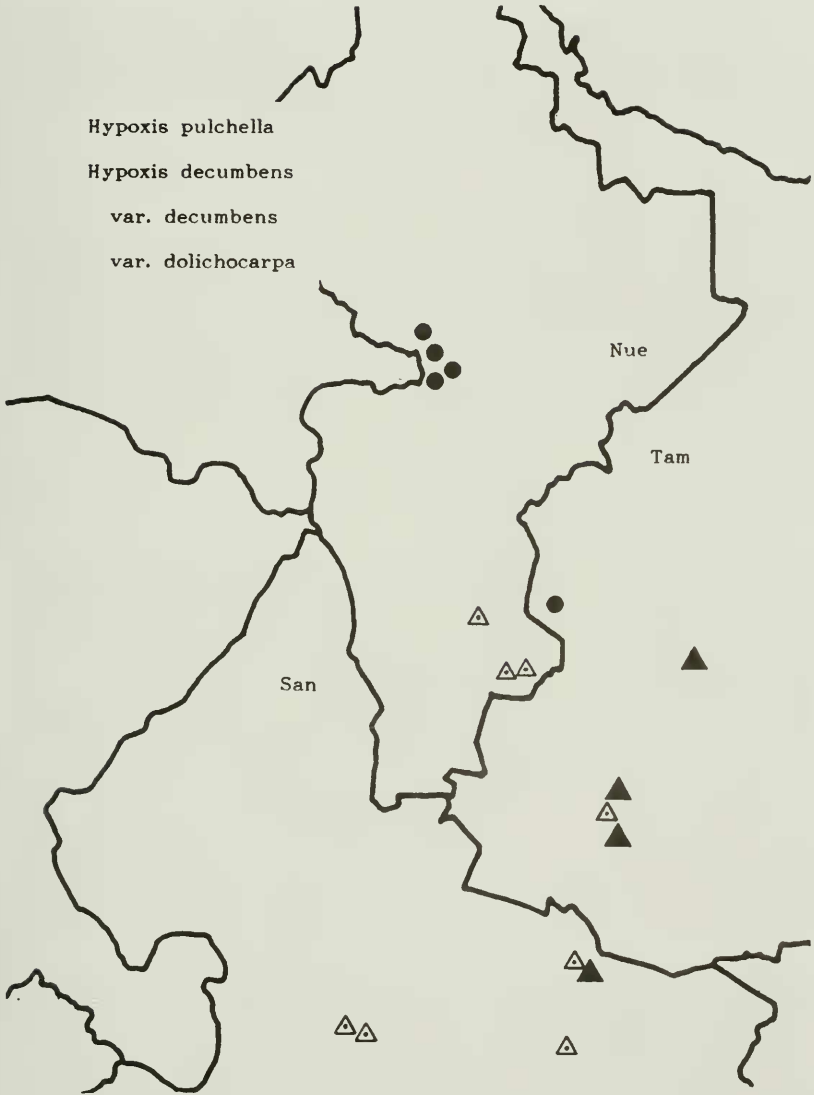 Hypoxis pulchella
Hypoxis decumbens
var. decumbens
var. dolichocarpa
Nue
Tam
San